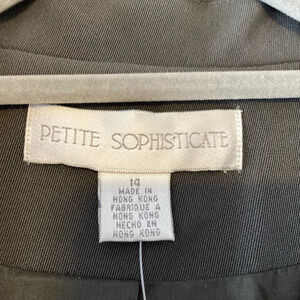 PETITE SOPHISTICATE
14
MADE IN
HONG KONG
FABRIQUE A
HONG KONG
HECHO EN
HONG KONG